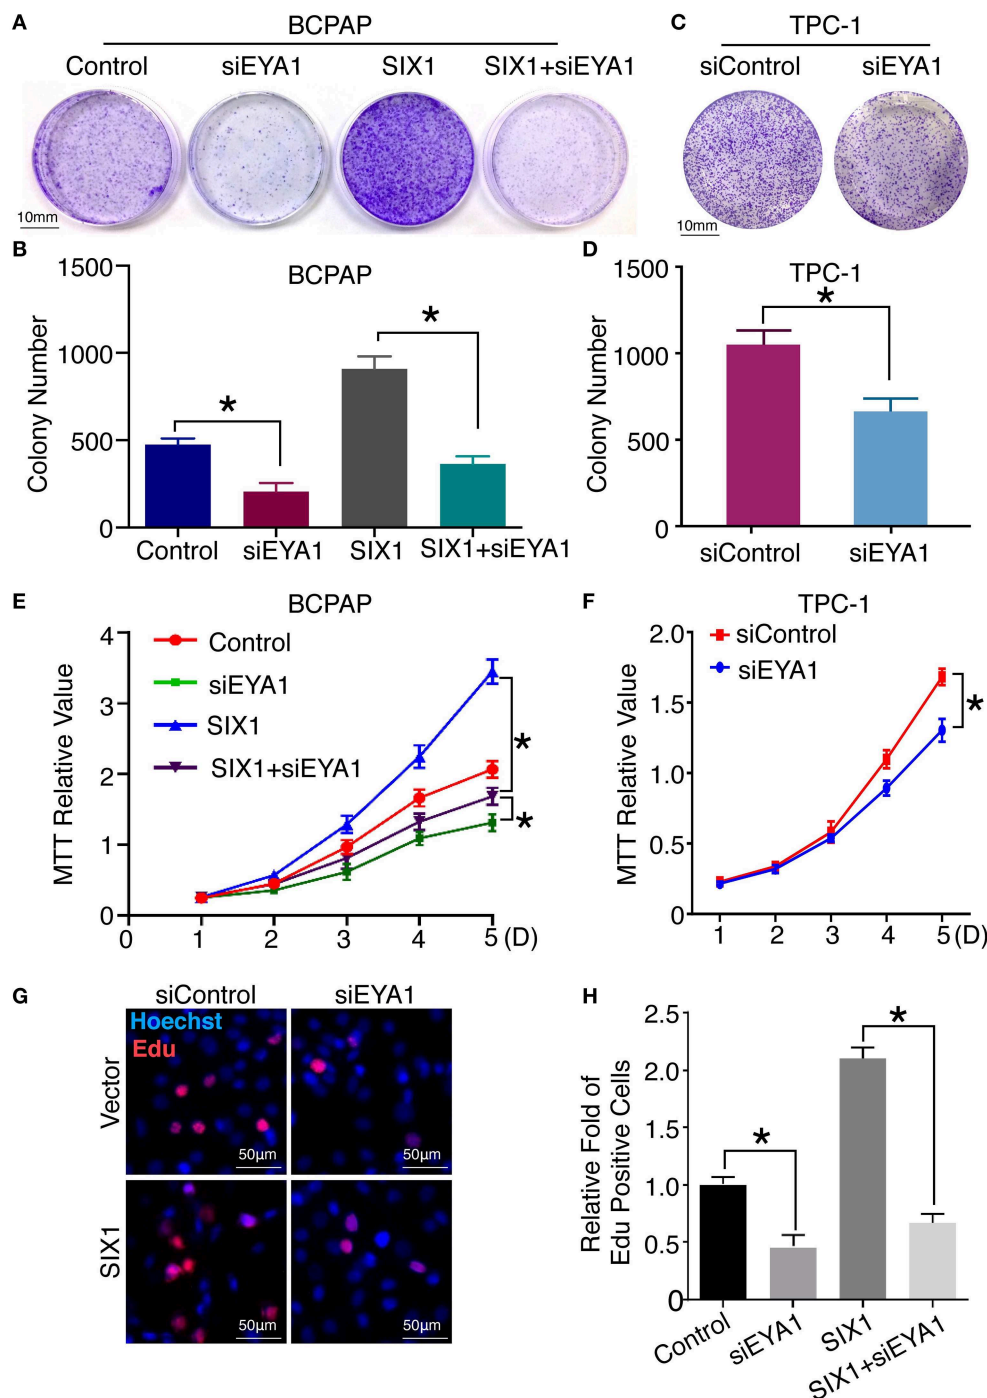 A
BCPAP
Control siEYA1 SIX1 SIX1+siEYA1
10mm
C
TPC-1
siControl siEYA1
10mm
B
BCPAP
Colony Number
1500
1000
500
0
*
*
Control siEYA1 SIX1 SIX1+siEYA1
D
TPC-1
Colony Number
1500
1000
500
0
*
siControl siEYA1
E
BCPAP
MTT Relative Value
4
3
2
1
0
Control
siEYA1
SIX1
SIX1+siEYA1
*
*
0 1 2 3 4 5 (D)
F
TPC-1
MTT Relative Value
2.0
1.5
1.0
0.5
0
siControl
siEYA1
*
1 2 3 4 5 (D)
G
siControl siEYA1
Hoechst
Edu
Vector
50µm 50µm
SIX1
50µm 50µm
H
Relative Fold of
Edu Positive Cells
2.5
2.0
1.5
1.0
0.5
0
*
*
Control siEYA1 SIX1 SIX1+siEYA1